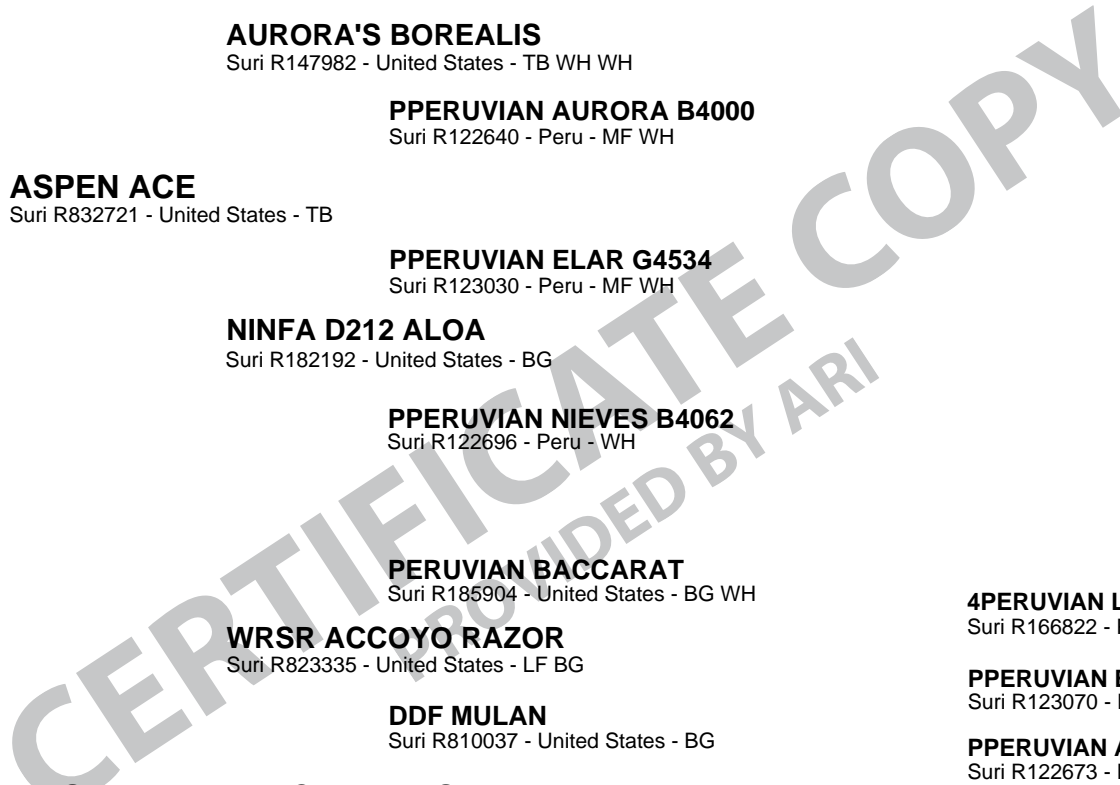 AURORA'S BOREALIS
Suri R147982 - United States - TB WH WH
PPERUVIAN AURORA B4000
Suri R122640 - Peru - MF WH
ASPEN ACE
Suri R832721 - United States - TB
PPERUVIAN ELAR G4534
Suri R123030 - Peru - MF WH
NINFA D212 ALOA
Suri R182192 - United States - BG
PPERUVIAN NIEVES B4062
Suri R122696 - Peru - WH
PERUVIAN BACCARAT
Suri R185904 - United States - BG WH
4PERUVIAN
Suri R166822 -
WRSR ACCOYO RAZOR
Suri R823335 - United States - LF BG
PPERUVIAN
Suri R123070 -
DDF MULAN
Suri R810037 - United States - BG
PPERUVIAN
Suri R122673 -
CERTIFICATE COPY
PROVIDED BY ARI